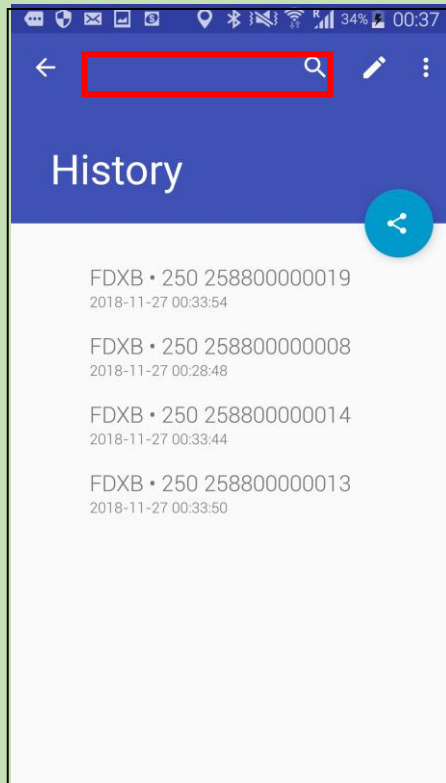 34% 00:37
History
FDXB • 250 258800000019
2018-11-27 00:33:54
FDXB • 250 258800000008
2018-11-27 00:28:48
FDXB • 250 258800000014
2018-11-27 00:33:44
FDXB • 250 258800000013
2018-11-27 00:33:50